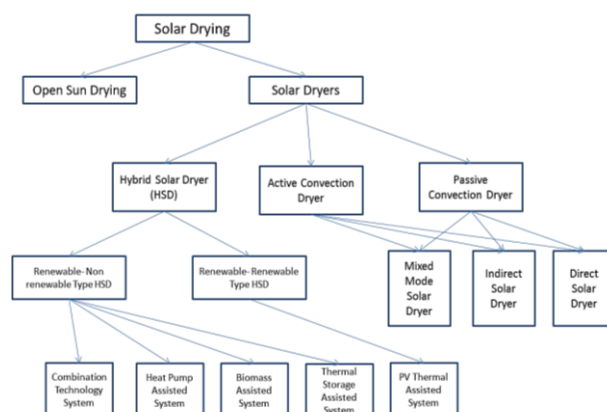 Solar Drying
Open Sun Drying
Solar Dryers
Hybrid Solar Dryer
(HSD)
Active Convection
Dryer
Passive
Convection Dryer
Renewable- Non
renewable Type HSD
Renewable- Renewable
Type HSD
Mixed
Mode Solar
Dryer
Indirect
Solar
Dryer
Direct
Solar
Dryer
Combination
Technology
System
Heat Pump
Assisted System
Biomass
Assisted System
Thermal
Storage
Assisted
System
PV Thermal
Assisted System